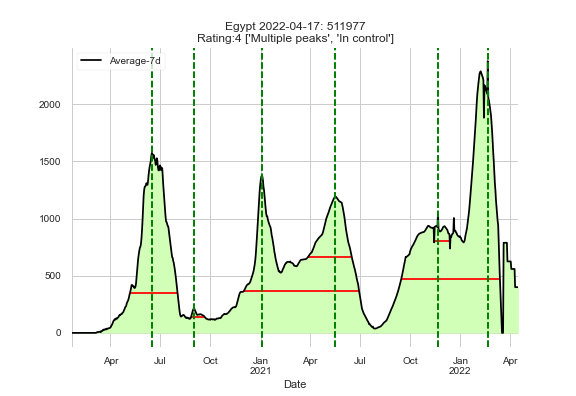 Egypt 2022-04-17: 511977
Rating:4 ['Multiple peaks', 'In control']
Average-7d
2000
1500
1000
500
0
Apr Jul Oct Jan Apr Jul Oct Jan Apr
2021 2022
Date